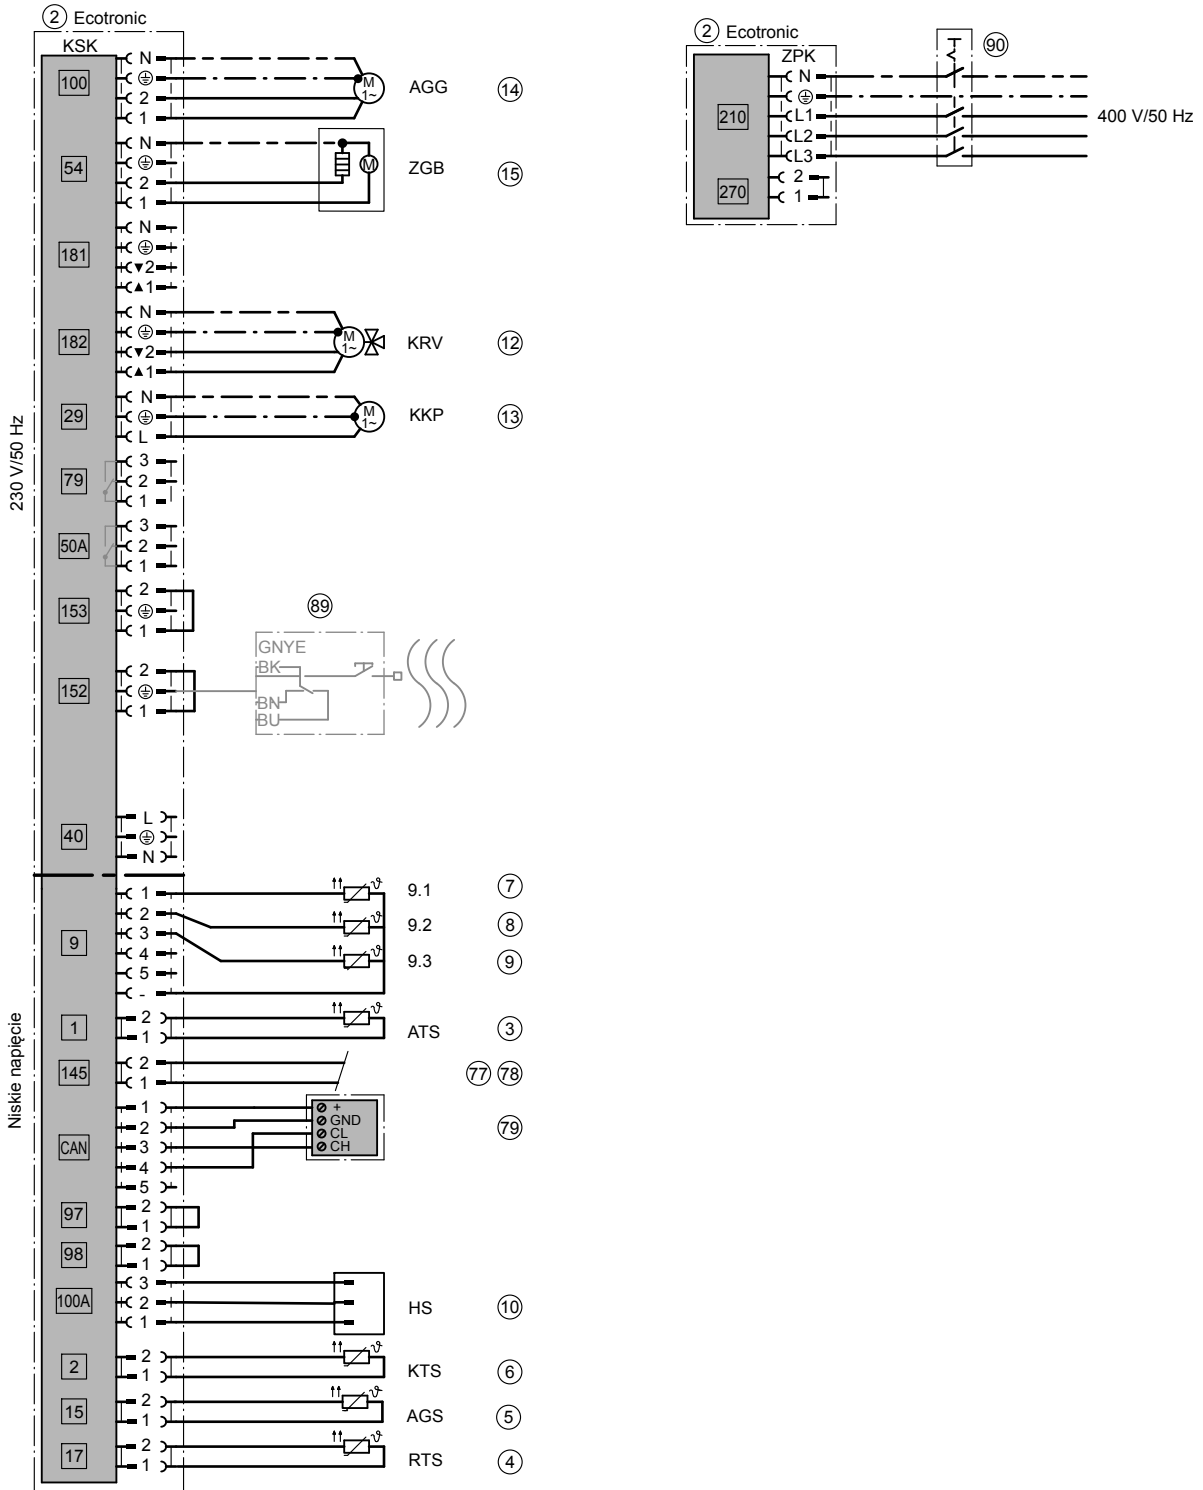 2 Ecotronic
KSK
100
N
2
1
M
1~
AGG
14
54
N
2
1
M
ZGB
15
181
N
▼2
▲1
182
N
▼2
▲1
M
1~
KRV
12
29
N
L
M
1~
KKP
13
230 V/50 Hz
79
3
2
1
50A
3
2
1
153
2
1
152
2
1
89
GNYE
BK
BN
BU
40
L
N
Niskie napięcie
9
1
2
3
4
5
-
ϑ
9.1
7
ϑ
9.2
8
ϑ
9.3
9
1
2
1
ϑ
ATS
3
145
2
1
77 78
CAN
1
2
3
4
5
+
GND
CL
CH
79
97
2
1
98
2
1
100A
3
2
1
HS
10
2
2
1
ϑ
KTS
6
15
2
1
ϑ
AGS
5
17
2
1
ϑ
RTS
4
2 Ecotronic
ZPK
210
N
L1
L2
L3
270
2
1
90
400 V/50 Hz